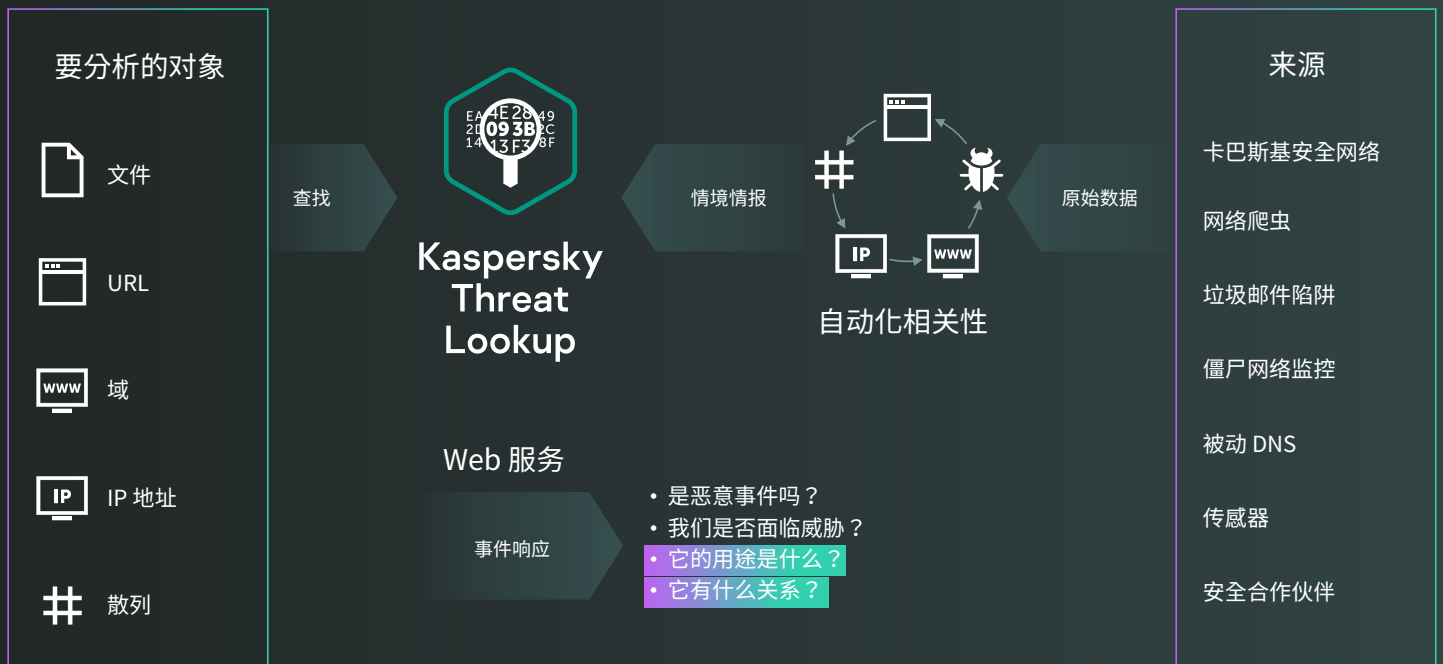 要分析的对象
文件
URL
www
域
IP
IP 地址
散列
查找
EA 4E 28 49
2D 09 3B 2C
14 13 F3 8F
Kaspersky
Threat
Lookup
情境情报
IP
www
自动化相关性
原始数据
Web 服务
事件响应
• 是恶意事件吗？
• 我们是否面临威胁？
• 它的用途是什么？
• 它有什么关系？
来源
卡巴斯基安全网络
网络爬虫
垃圾邮件陷阱
僵尸网络监控
被动 DNS
传感器
安全合作伙伴